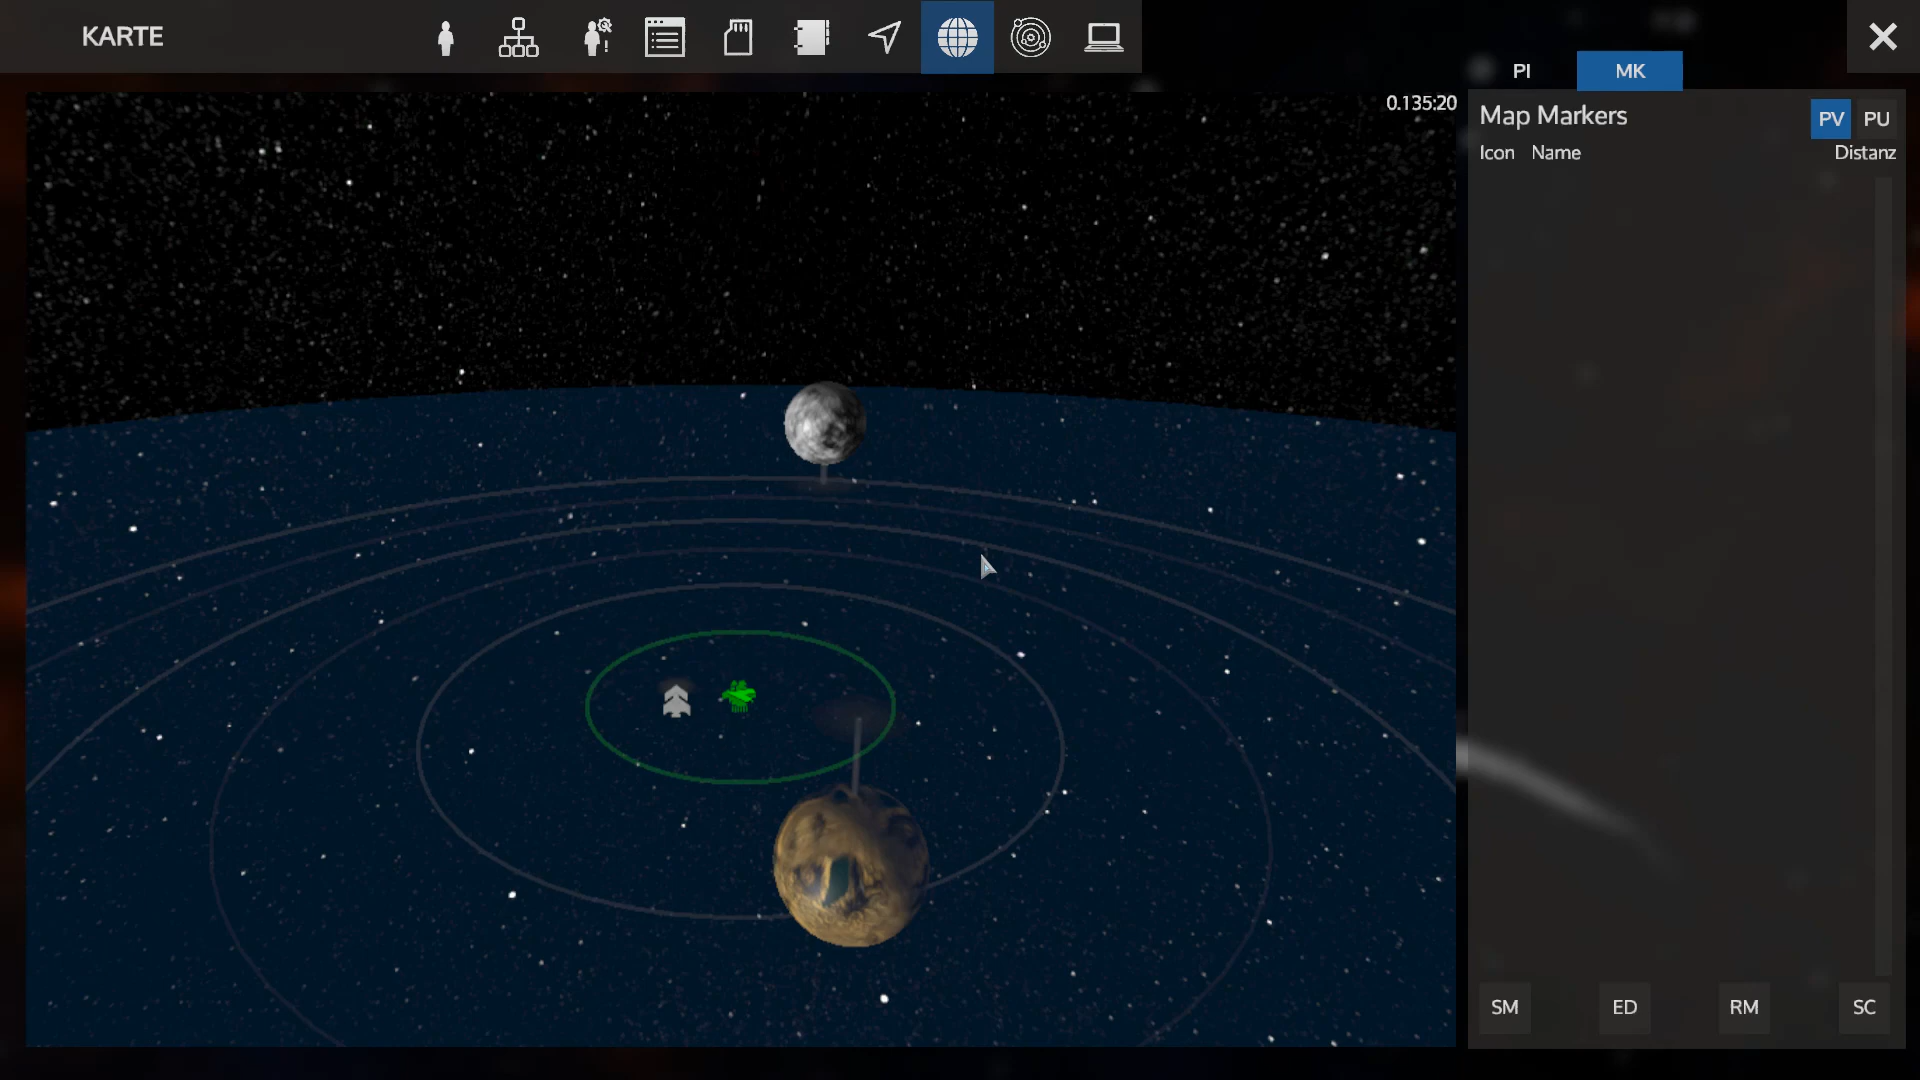 KARTE
PI
MK
0.135:20
Map Markers
PV
PU
Icon
Name
Distanz
SM
ED
RM
SC